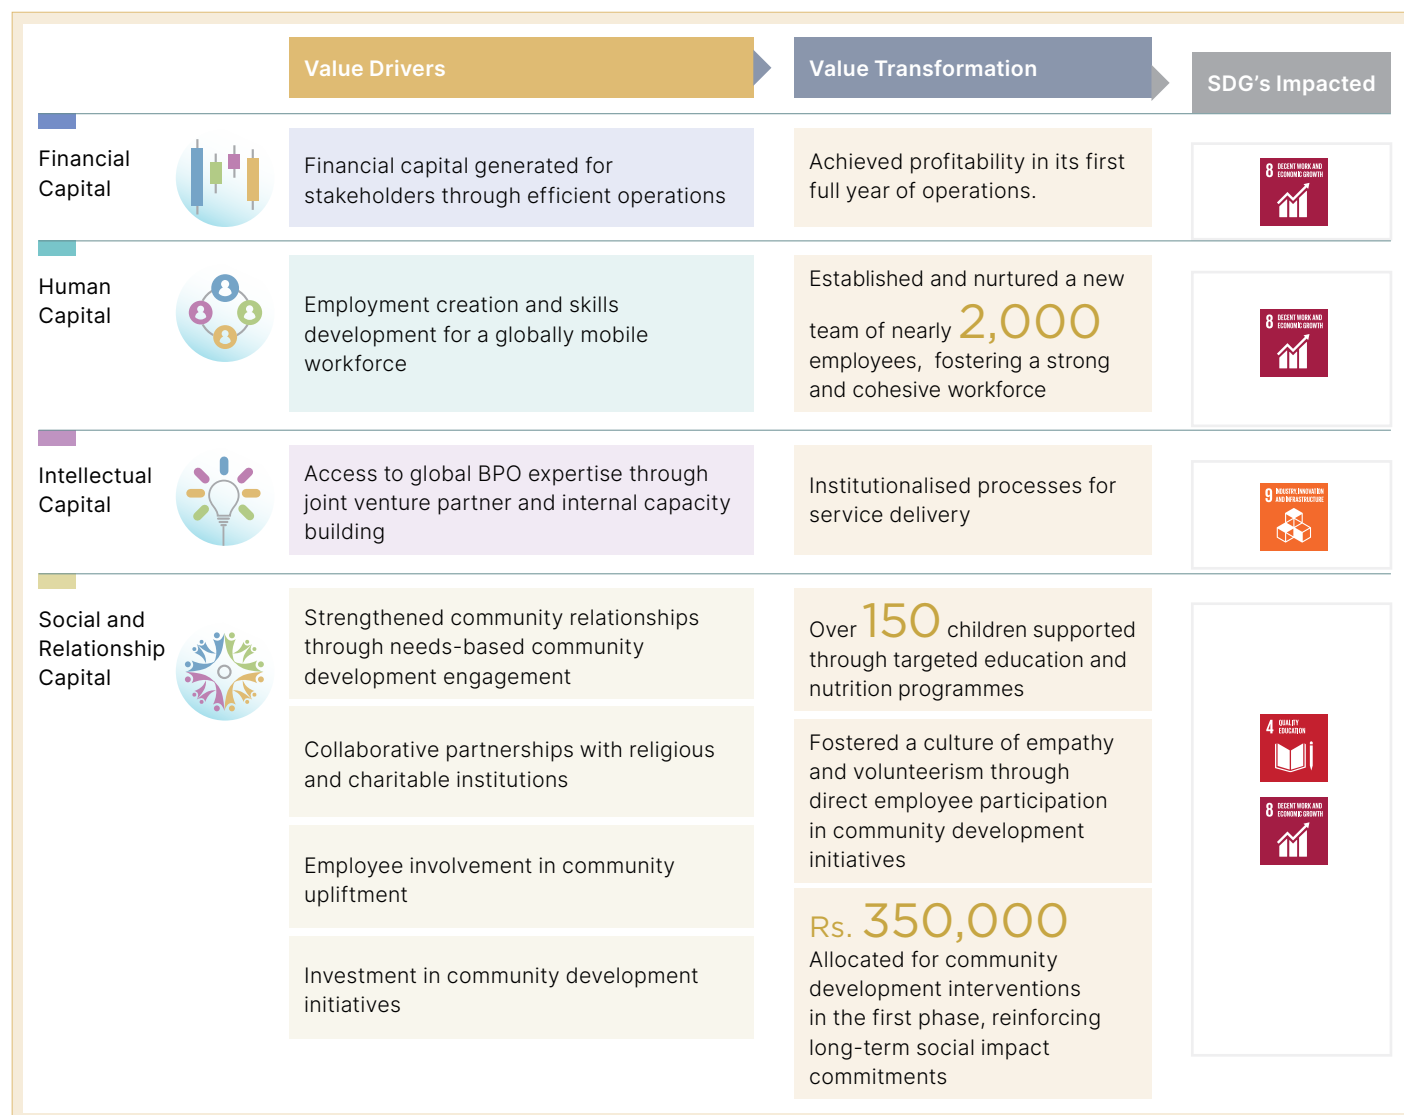 Value Drivers
Value Transformation
SDG's Impacted
Financial
Capital
Financial capital generated for
stakeholders through efficient operations
Achieved profitability in its first
full year of operations.
8 DECENT WORK AND
ECONOMIC GROWTH
Human
Capital
Employment creation and skills
development for a globally mobile
workforce
Established and nurtured a new
team of nearly 2,000
employees, fostering a strong
and cohesive workforce
8 DECENT WORK AND
ECONOMIC GROWTH
Intellectual
Capital
Access to global BPO expertise through
joint venture partner and internal capacity
building
Institutionalised processes for
service delivery
9 INDUSTRY, INNOVATION
AND INFRASTRUCTURE
Social and
Relationship
Capital
Strengthened community relationships
through needs-based community
development engagement
Collaborative partnerships with religious
and charitable institutions
Employee involvement in community
upliftment
Investment in community development
initiatives
Over 150 children supported
through targeted education and
nutrition programmes
Fostered a culture of empathy
and volunteerism through
direct employee participation
in community development
initiatives
Rs. 350,000
Allocated for community
development interventions
in the first phase, reinforcing
long-term social impact
commitments
4 QUALITY
EDUCATION
8 DECENT WORK AND
ECONOMIC GROWTH